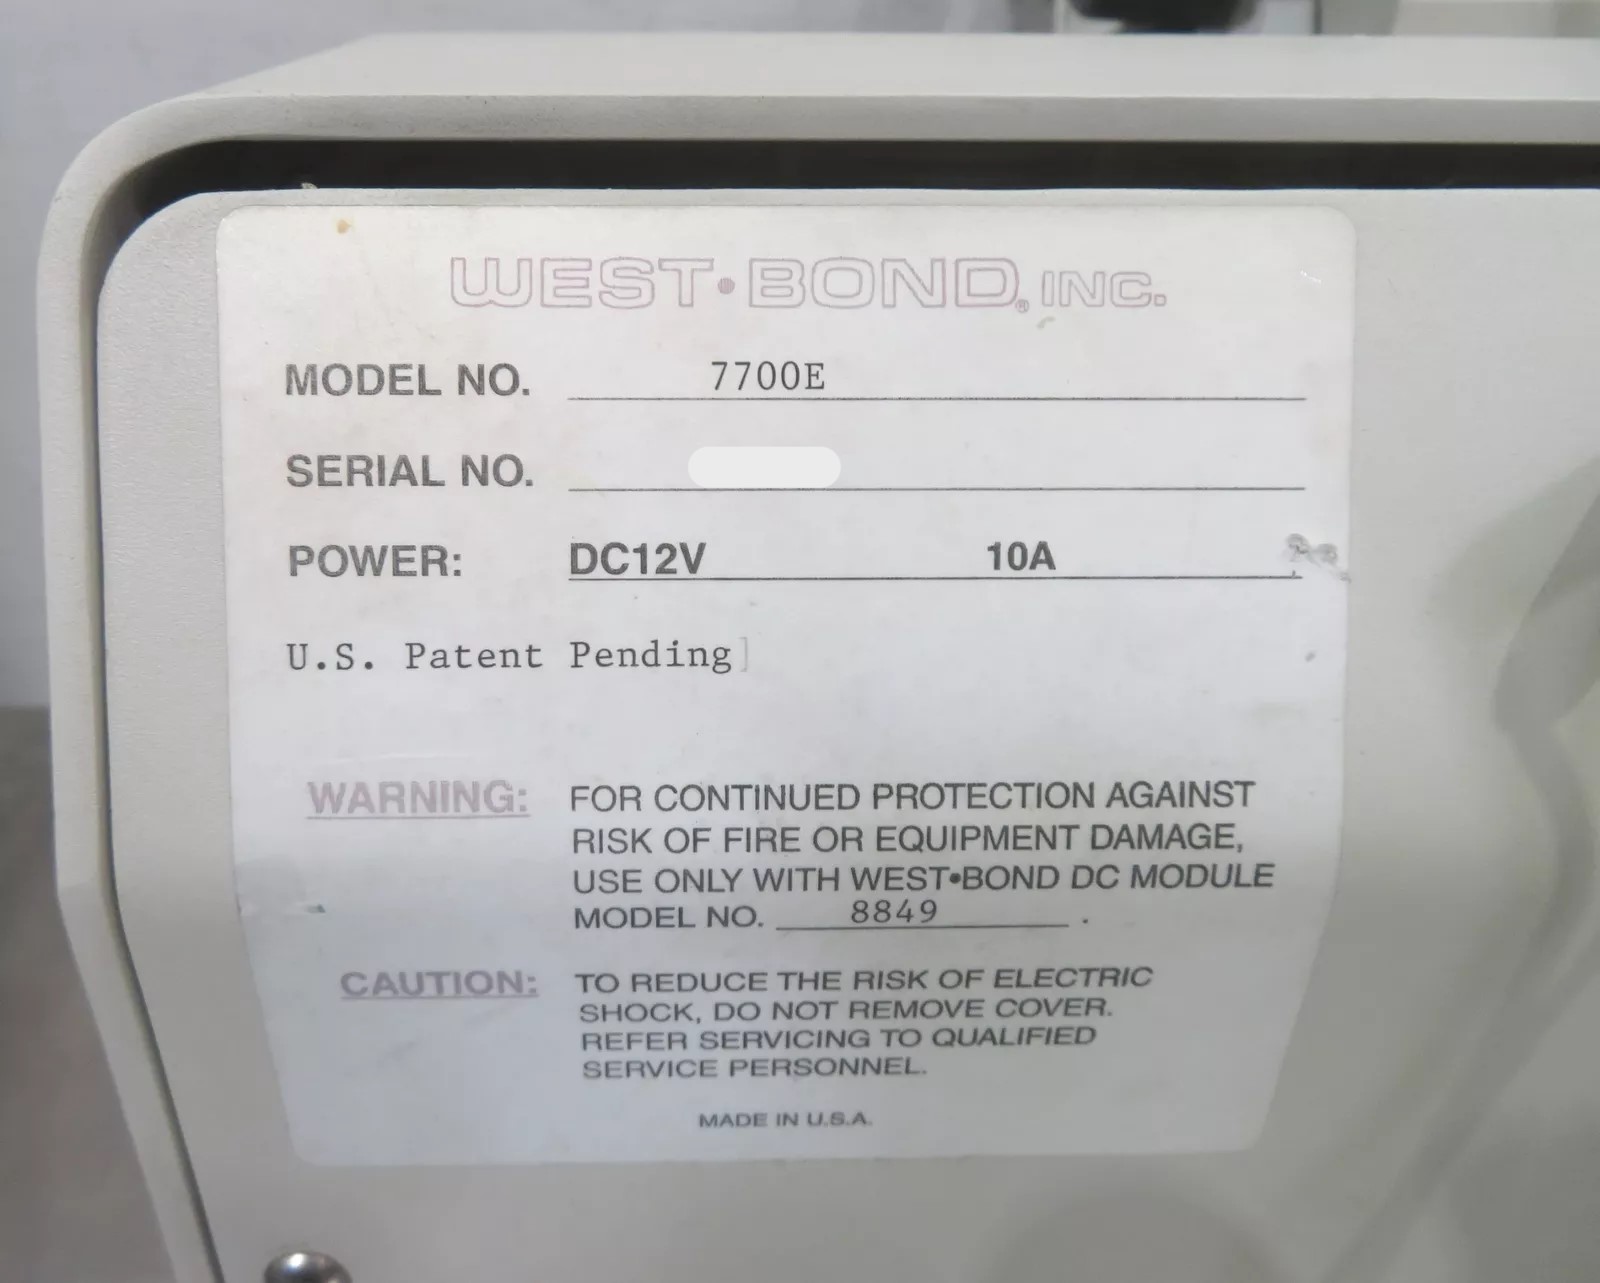 WEST•BOND® INC.
MODEL NO. 7700E
SERIAL NO.
POWER: DC12V 10A
U.S. Patent Pending]
WARNING: FOR CONTINUED PROTECTION AGAINST
RISK OF FIRE OR EQUIPMENT DAMAGE,
USE ONLY WITH WEST•BOND DC MODULE
MODEL NO. 8849 .
CAUTION: TO REDUCE THE RISK OF ELECTRIC
SHOCK, DO NOT REMOVE COVER.
REFER SERVICING TO QUALIFIED
SERVICE PERSONNEL.
MADE IN U.S.A.